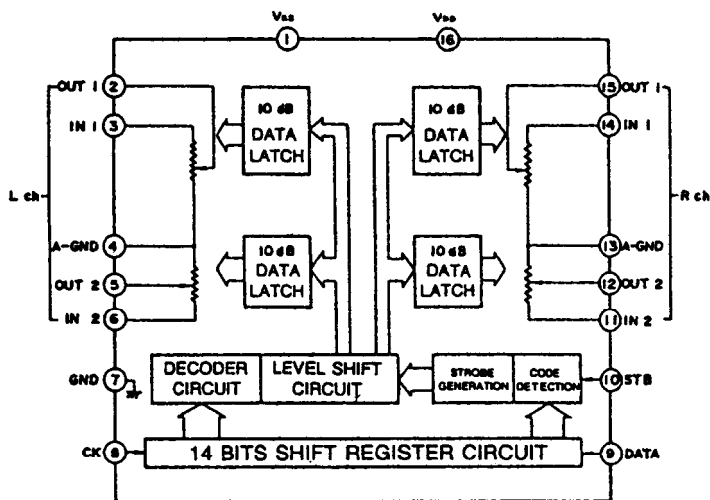 Vss
VDD
1
16
OUT 1 2
15 OUT 1
IN 1 3
14 IN 1
10 dB
DATA
LATCH
10 dB
DATA
LATCH
L ch
R ch
A-GND 4
13 A-GND
OUT 2 5
12 OUT 2
IN 2 6
11 IN 2
10 dB
DATA
LATCH
10 dB
DATA
LATCH
GND 7
DECODER
CIRCUIT
LEVEL SHIFT
CIRCUIT
STROBE
GENERATION
CODE
DETECTION
10 STB
CK 8
14 BITS SHIFT REGISTER CIRCUIT
9 DATA